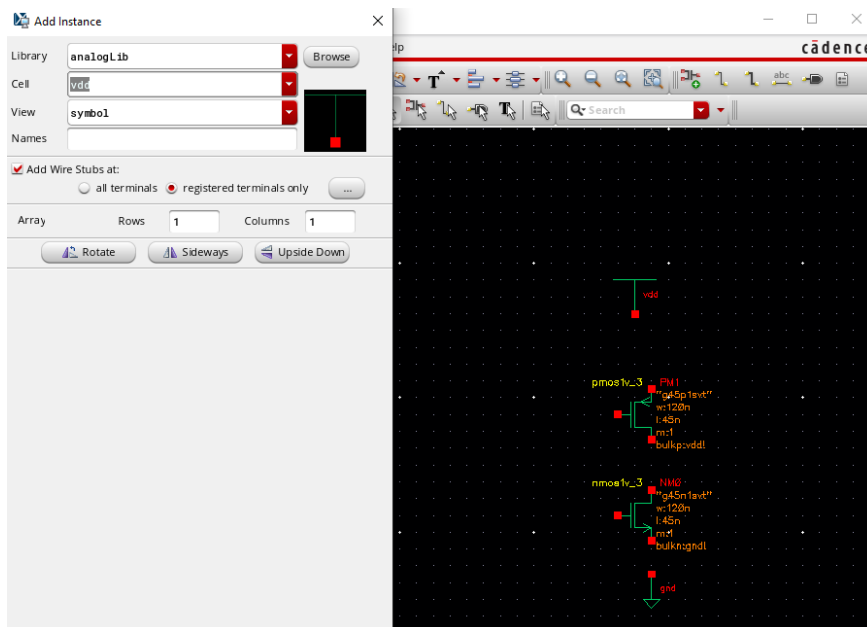 Add Instance
Library analogLib Browse
Cell vdd
View symbol
Names
Add Wire Stubs at:
all terminals registered terminals only ...
Array Rows 1 Columns 1
Rotate Sideways Upside Down
lp cādence
T abc
T Search
vdd
pmos1v_3 PM1
"g45p1svt"
w:120n
l:45n
m:1
bulkp:vdd!
nmos1v_3 NM0
"g45n1svt"
w:120n
l:45n
m:1
bulkn:gnd!
gnd